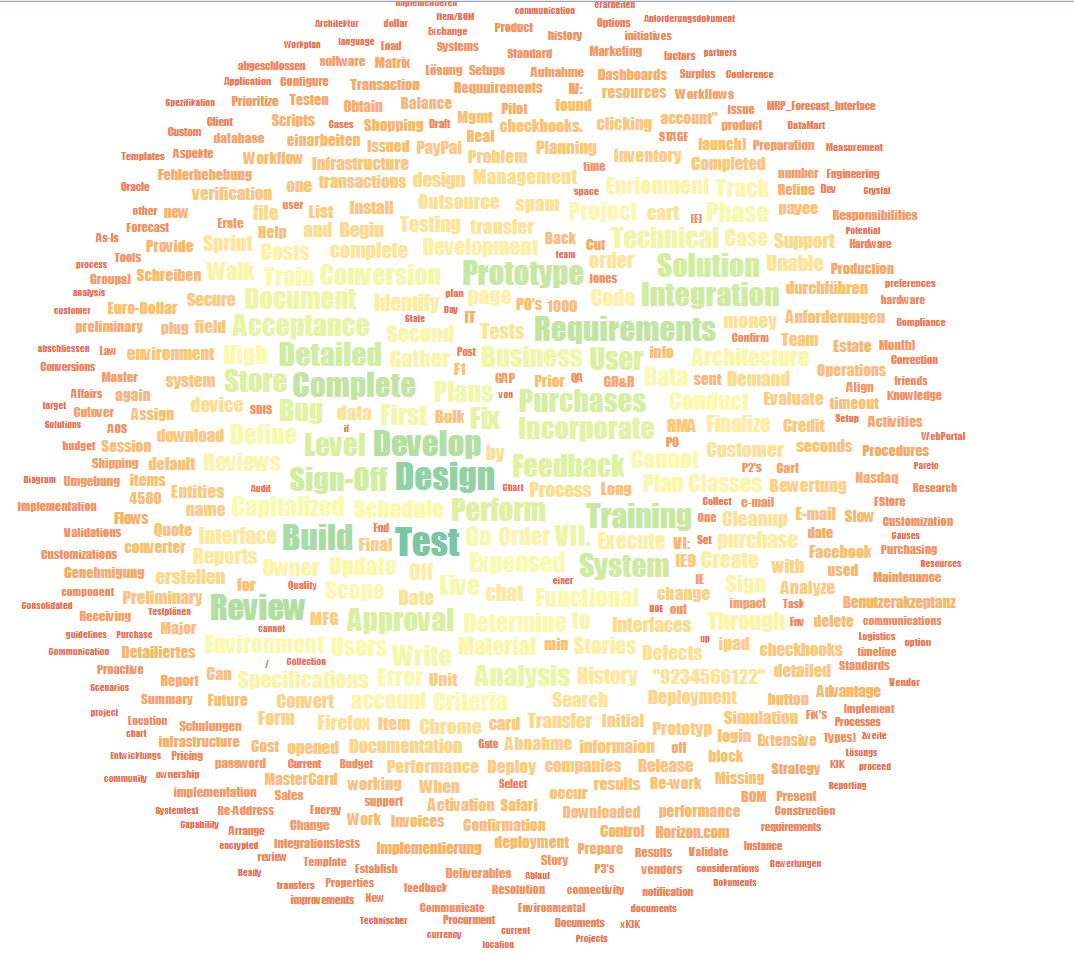 Implementieren erarbeiten
communication
Architektur dollar Item/BOM Options Anforderungsdokument
Exchange Product history initiatives
Workplan language Load Systems Standard Marketing factors partners
abgeschlossen software Matrix Lösung Setups Aufnahme Dashboards Surplus Conference
Application Configure Transaction Requuirements IV: resources Workflows
Spezifikation Prioritize Testen Obtain Balance Pilot found Issue MRP_Forecast_Interface
Client Scripts Cases Shopping Draft Mgmt checkbooks. clicking account" product DataMart
Custom database einarbeiten Issued PayPal Real Planning STAGE launch] Preparation Measurement
Templates Aspekte Workflow Infrastructure Problem Inventory Completed
Fehlerbehebung one transactions design Management time number Engineering
Oracle verification user space Enrionment Track Refine Dev Crystal
other new file List Install Outsource spam Project cart [E] Phase payee Responsibilities
Forecast Erste Help and Begin Testing transfer Technical Case Potential
As-Is Provide Sprint Costs complete Development Back Cut Support Hardware
process Tools team order
Groups] Schreiben Walk Train Conversion Prototype Jones Solution Unable Production
analysis Secure Document Identify plan page PO's 1000 Code Integration durchführen preferences
customer Euro-Dollar Day hardware
preliminary plug field Acceptance State Second IT Tests Requirements money Anforderungen Compliance
abschliessen Law environment High Detailed Gather Post Business User info Confirm Team Estate Month]
Conversions F1 Architecture Correction
Master system Store Complete GAP Prior QA GR&R Data sent Demand Operations friends
Affairs again Plans von Purchases Conduct Evaluate Align Knowledge
target Cutover Assign device SDIS Bug data First Bulk Fix timeout
Solutions AOS if Incorporate RMA Finalize Credit Setup Activities
budget Session download Define Level Develop by PO Customer seconds Procedures WebPortal
Shipping default Reviews Feedback Cannot P2's Cart Pareto
Diagram Umgebung items Sign-Off Design Chart Process Long Plan Classes Bewertung Nasdaq Research
4580 Entities Audit
Implementation name Capitalized Schedule Perform Training Collect e-mail EStore
Flows One Cleanup E-mail Slow Customization
Validations Quote Interface Build End Test Go Order VII. Execute VI: Set purchase date Causes
Customizations converter Reports Final Facebook Purchasing
Genehmigung erstellen Owner Update Off Expensed System IE9 Create with used Resources
for Quality Scope Live chat einer Functional IE Sign Analyze Maintenance
component Preliminary Date change
Consolidated Testplänen Review MFG Approval Determine to DOE out impact Task Benutzerakzeptanz
Receiving Major cannot Interfaces Through Env delete communications
guidelines Purchase Environment Users Write Material min Stories Defects up ipad checkbooks Logistics option
Communication Detailiertes timeline
Proactive / Collection Standards
Report Can Specifications Error Unit Analysis History "9234566122" detailed Vendor
Scenarios Summary Future Convert account Criteria Search Deployment button Advantage
project Implement
Location Schulungen Form Firefox Item Chrome card Transfer Initial Prototyp Simulation Fix's Processes
chart infrastructure login Extensive Types] Zweite
Entwicklungs Pricing Cost opened Documentation Gate Abnahme informaion off block Lösungs
password Current Budget Performance Deploy companies Release Strategy KJK proceed
community ownership MasterCard working When Select results Re-work Missing Reporting
implementation Sales support occur BOM Present
Systemtest Re-Address Energy Activation Safari Downloaded performance Construction
Capability Arrange Change Work Invoices Confirmation Control Horizon.com requirements
encrypted Integrationstests Implementierung deployment Prepare Results Validate Instance
review Template Establish Story considerations Bewertungen
Ready Deliverables Ablauf P3's vendors
transfers Properties feedback Resolution connectivity notification Dokuments
improvements New
Communicate Environmental documents
Technischer Procurment Documents xKJK
currency current
location Projects